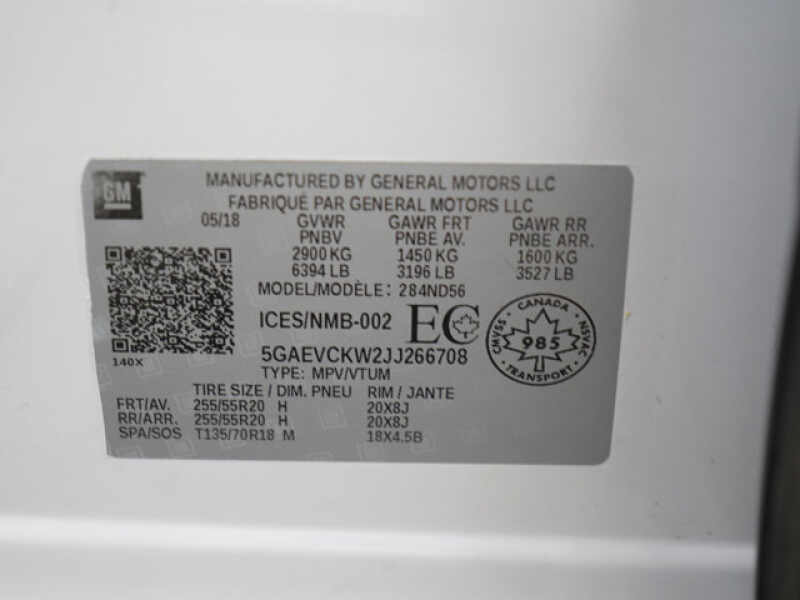 GM
MANUFACTURED BY GENERAL MOTORS LLC
FABRIQUÉ PAR GENERAL MOTORS LLC
05/18 GVWR GAWR FRT GAWR RR
PNBV PNBE AV. PNBE ARR.
2900 KG 1450 KG 1600 KG
6394 LB 3196 LB 3527 LB
MODEL/MODÈLE: 284ND56
ICES/NMB-002 EC
CANADA
CMVSS 985 NSVAC
TRANSPORT
5GAEVCKW2JJ266708
140X
TYPE: MPV/VTUM
TIRE SIZE / DIM. PNEU RIM / JANTE
FRT/AV. 255/55R20 H 20X8J
RR/ARR. 255/55R20 H 20X8J
SPA/SOS T135/70R18 M 18X4.5B